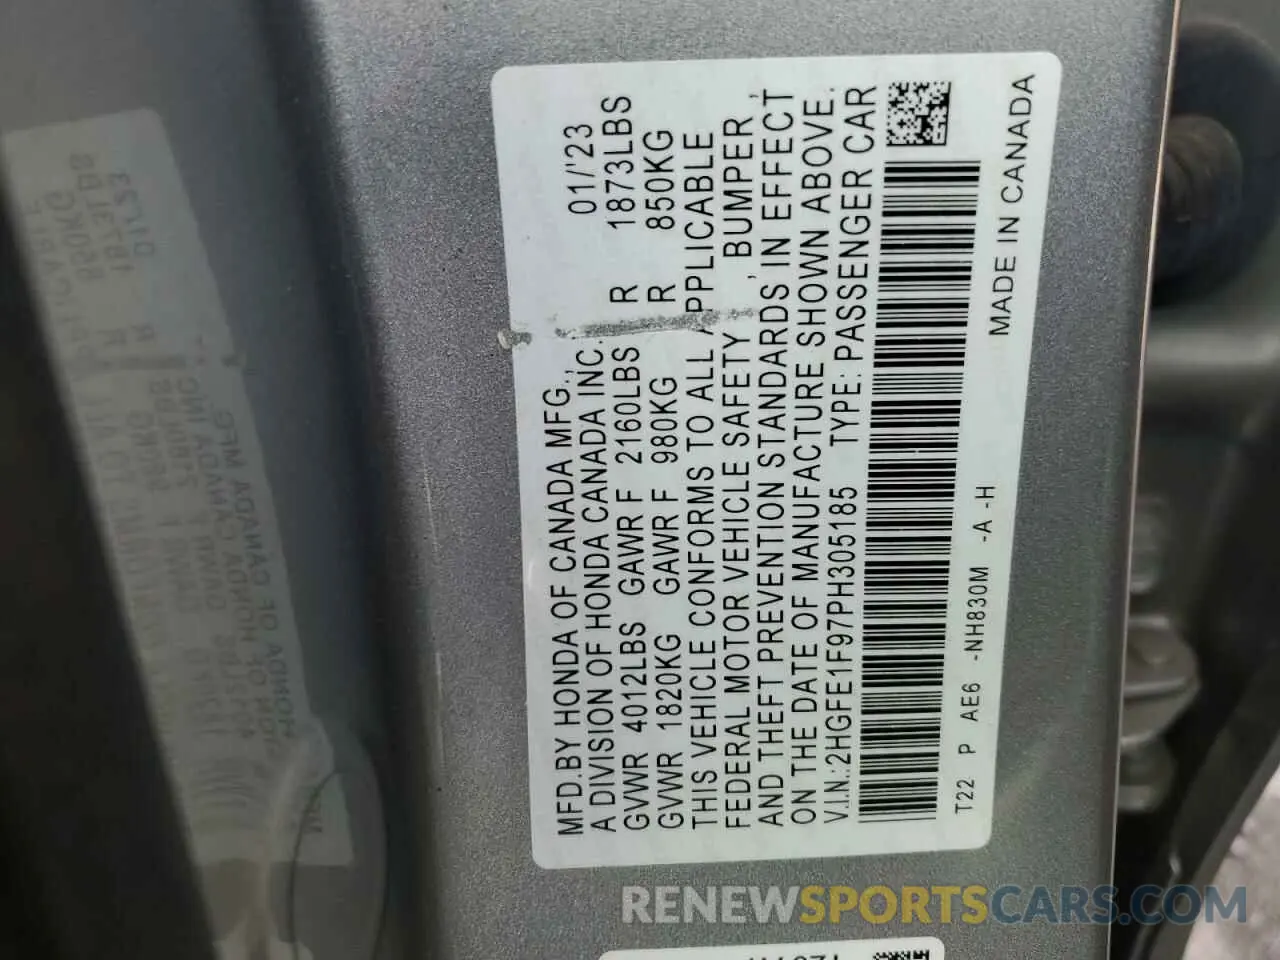 MFD.BY HONDA OF CANADA MFG., 01/'23
A DIVISION OF HONDA CANADA INC.
GVWR 4012LBS GAWR F 2160LBS R 1873LBS
GVWR 1820KG GAWR F 980KG R 850KG
THIS VEHICLE CONFORMS TO ALL APPLICABLE
FEDERAL MOTOR VEHICLE SAFETY , BUMPER ,
AND THEFT PREVENTION STANDARDS IN EFFECT
ON THE DATE OF MANUFACTURE SHOWN ABOVE.
V.I.N.:2HGFE1F97PH305185 TYPE:PASSENGER CAR
T22 P AE6 -NH830M -A -H
MADE IN CANADA
RENEWSPORTSCARS.COM